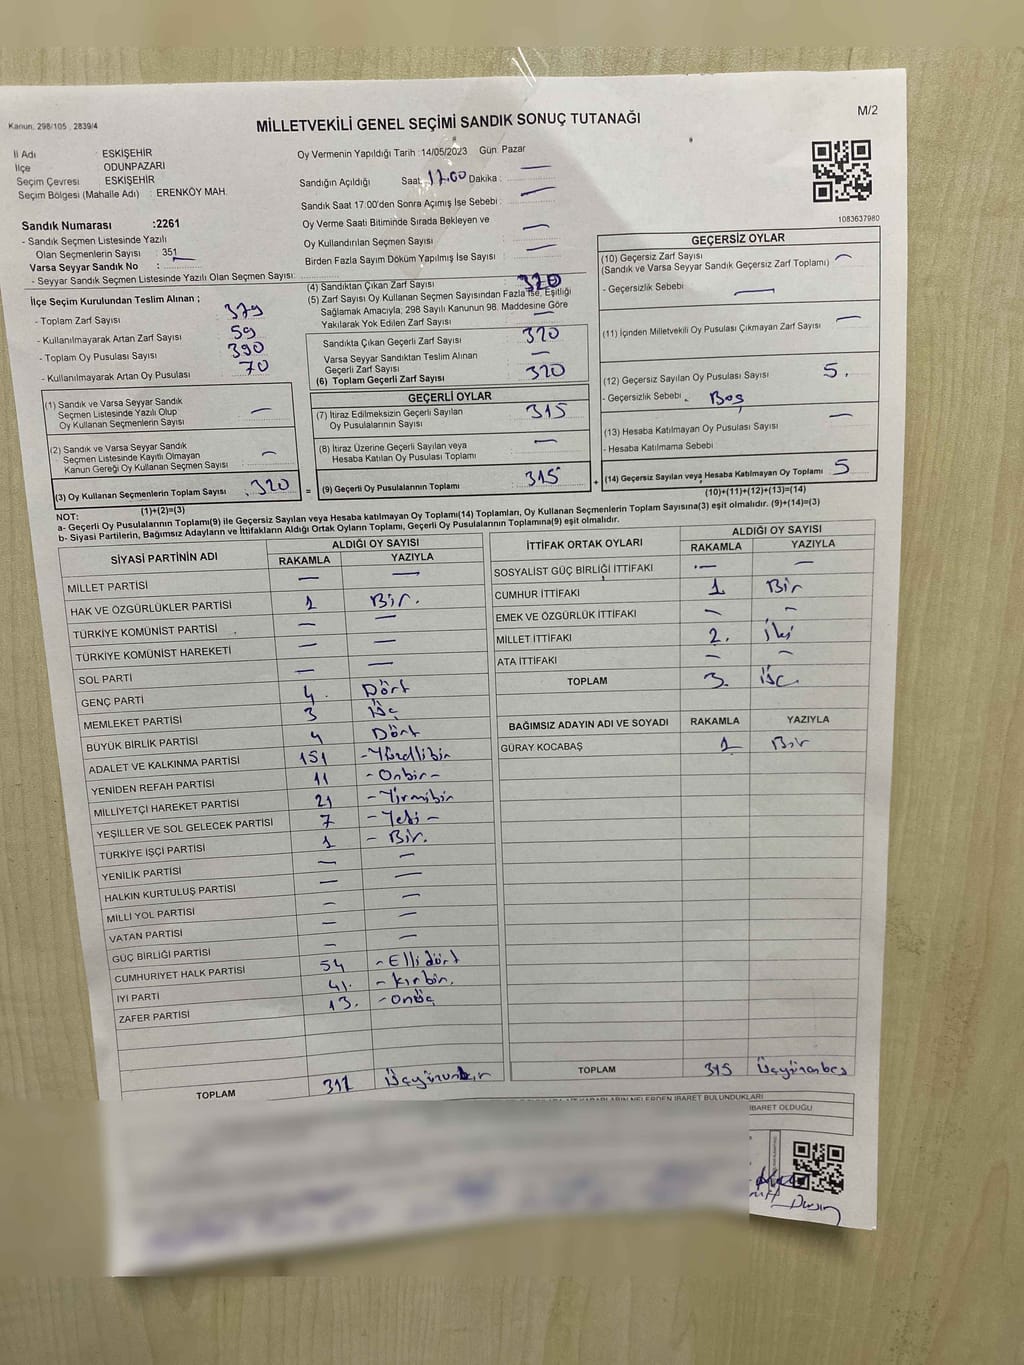 Kanun: 298/105 , 2839/4
M/2
MİLLETVEKİLİ GENEL SEÇİMİ SANDIK SONUÇ TUTANAĞI
İl Adı ESKİŞEHİR
İlçe ODUNPAZARI
Seçim Çevresi ESKİŞEHİR
Seçim Bölgesi (Mahalle Adı) : ERENKÖY MAH.
Sandık Numarası :2261
- Sandık Seçmen Listesinde Yazılı
Olan Seçmenlerin Sayısı : 351
Varsa Seyyar Sandık No :
- Seyyar Sandık Seçmen Listesinde Yazılı Olan Seçmen Sayısı:
Oy Vermenin Yapıldığı Tarih : 14/05/2023 Gün: Pazar
Sandığın Açıldığı Saat: 17.00 Dakika : —
Sandık Saat 17:00'den Sonra Açımış İse Sebebi : —
Oy Verme Saati Bitiminde Sırada Bekleyen ve
Oy Kullandırılan Seçmen Sayısı —
Birden Fazla Sayım Döküm Yapılmış İse Sayısı —
1083637980
İlçe Seçim Kurulundan Teslim Alınan ;
- Toplam Zarf Sayısı 379
- Kullanılmayarak Artan Zarf Sayısı 59
- Toplam Oy Pusulası Sayısı 390
- Kullanılmayarak Artan Oy Pusulası 70
(4) Sandıktan Çıkan Zarf Sayısı 320
(5) Zarf Sayısı Oy Kullanan Seçmen Sayısından Fazla İse, Eşitliği
Sağlamak Amacıyla, 298 Sayılı Kanunun 98. Maddesine Göre
Yakılarak Yok Edilen Zarf Sayısı —
Sandıkta Çıkan Geçerli Zarf Sayısı 320
Varsa Seyyar Sandıktan Teslim Alınan
Geçerli Zarf Sayısı —
(6) Toplam Geçerli Zarf Sayısı 320
GEÇERSİZ OYLAR
(10) Geçersiz Zarf Sayısı —
(Sandık ve Varsa Seyyar Sandık Geçersiz Zarf Toplamı)
- Geçersizlik Sebebi —
(11) İçinden Milletvekili Oy Pusulası Çıkmayan Zarf Sayısı —
(12) Geçersiz Sayılan Oy Pusulası Sayısı 5.
- Geçersizlik Sebebi. Boş
(13) Hesaba Katılmayan Oy Pusulası Sayısı —
- Hesaba Katılmama Sebebi
(14) Geçersiz Sayılan veya Hesaba Katılmayan Oy Toplamı 5
(10)+(11)+(12)+(13)=(14)
(1) Sandık ve Varsa Seyyar Sandık
Seçmen Listesinde Yazılı Olup
Oy Kullanan Seçmenlerin Sayısı —
(2) Sandık ve Varsa Seyyar Sandık
Seçmen Listesinde Kayıtlı Olmayan
Kanun Gereği Oy Kullanan Seçmen Sayısı —
(3) Oy Kullanan Seçmenlerin Toplam Sayısı 320
(1)+(2)=(3)
GEÇERLİ OYLAR
(7) İtiraz Edilmeksizin Geçerli Sayılan
Oy Pusulalarının Sayısı 315
(8) İtiraz Üzerine Geçerli Sayılan veya
Hesaba Katılan Oy Pusulası Toplamı —
= (9) Geçerli Oy Pusulalarının Toplamı 315 +
NOT:
a- Geçerli Oy Pusulalarının Toplamı(9) ile Geçersiz Sayılan veya Hesaba katılmayan Oy Toplamı(14) Toplamları, Oy Kullanan Seçmenlerin Toplam Sayısına(3) eşit olmalıdır. (9)+(14)=(3)
b- Siyasi Partilerin, Bağımsız Adayların ve İttifakların Aldığı Ortak Oyların Toplamı, Geçerli Oy Pusulalarının Toplamına(9) eşit olmalıdır.
SİYASİ PARTİNİN ADI ALDIĞI OY SAYISI
RAKAMLA YAZIYLA
MİLLET PARTİSİ — —
HAK VE ÖZGÜRLÜKLER PARTİSİ 1 Bir.
TÜRKİYE KOMÜNİST PARTİSİ — —
TÜRKİYE KOMÜNİST HAREKETİ — —
SOL PARTİ — —
GENÇ PARTİ 4. Dört
MEMLEKET PARTİSİ 3 Üç
BÜYÜK BİRLİK PARTİSİ 4 Dört
ADALET VE KALKINMA PARTİSİ 151 -Yüzellibir
YENİDEN REFAH PARTİSİ 11 -Onbir-
MİLLİYETÇİ HAREKET PARTİSİ 21 -Yirmibir
YEŞİLLER VE SOL GELECEK PARTİSİ 7 -Yedi-
TÜRKİYE İŞÇİ PARTİSİ 1 - Bir.
YENİLİK PARTİSİ — —
HALKIN KURTULUŞ PARTİSİ — —
MİLLİ YOL PARTİSİ — —
VATAN PARTİSİ — —
GÜÇ BİRLİĞİ PARTİSİ — —
CUMHURİYET HALK PARTİSİ 54 -Ellidört
İYİ PARTİ 41. -kırbir.
ZAFER PARTİSİ 13. -onüç
TOPLAM 311 Üçyüzonbir
İTTİFAK ORTAK OYLARI ALDIĞI OY SAYISI
RAKAMLA YAZIYLA
SOSYALİST GÜÇ BİRLİĞİ İTTİFAKI — —
CUMHUR İTTİFAKI 1 Bir
EMEK VE ÖZGÜRLÜK İTTİFAKI — —
MİLLET İTTİFAKI 2. İki
ATA İTTİFAKI — —
TOPLAM 3. Üç
BAĞIMSIZ ADAYIN ADI VE SOYADI RAKAMLA YAZIYLA
GÜRAY KOCABAŞ 1 Bir
TOPLAM 315 Üçyüzonbeş
NELERDEN İBARET BULUNDUKLARI
İBARET OLDUĞU